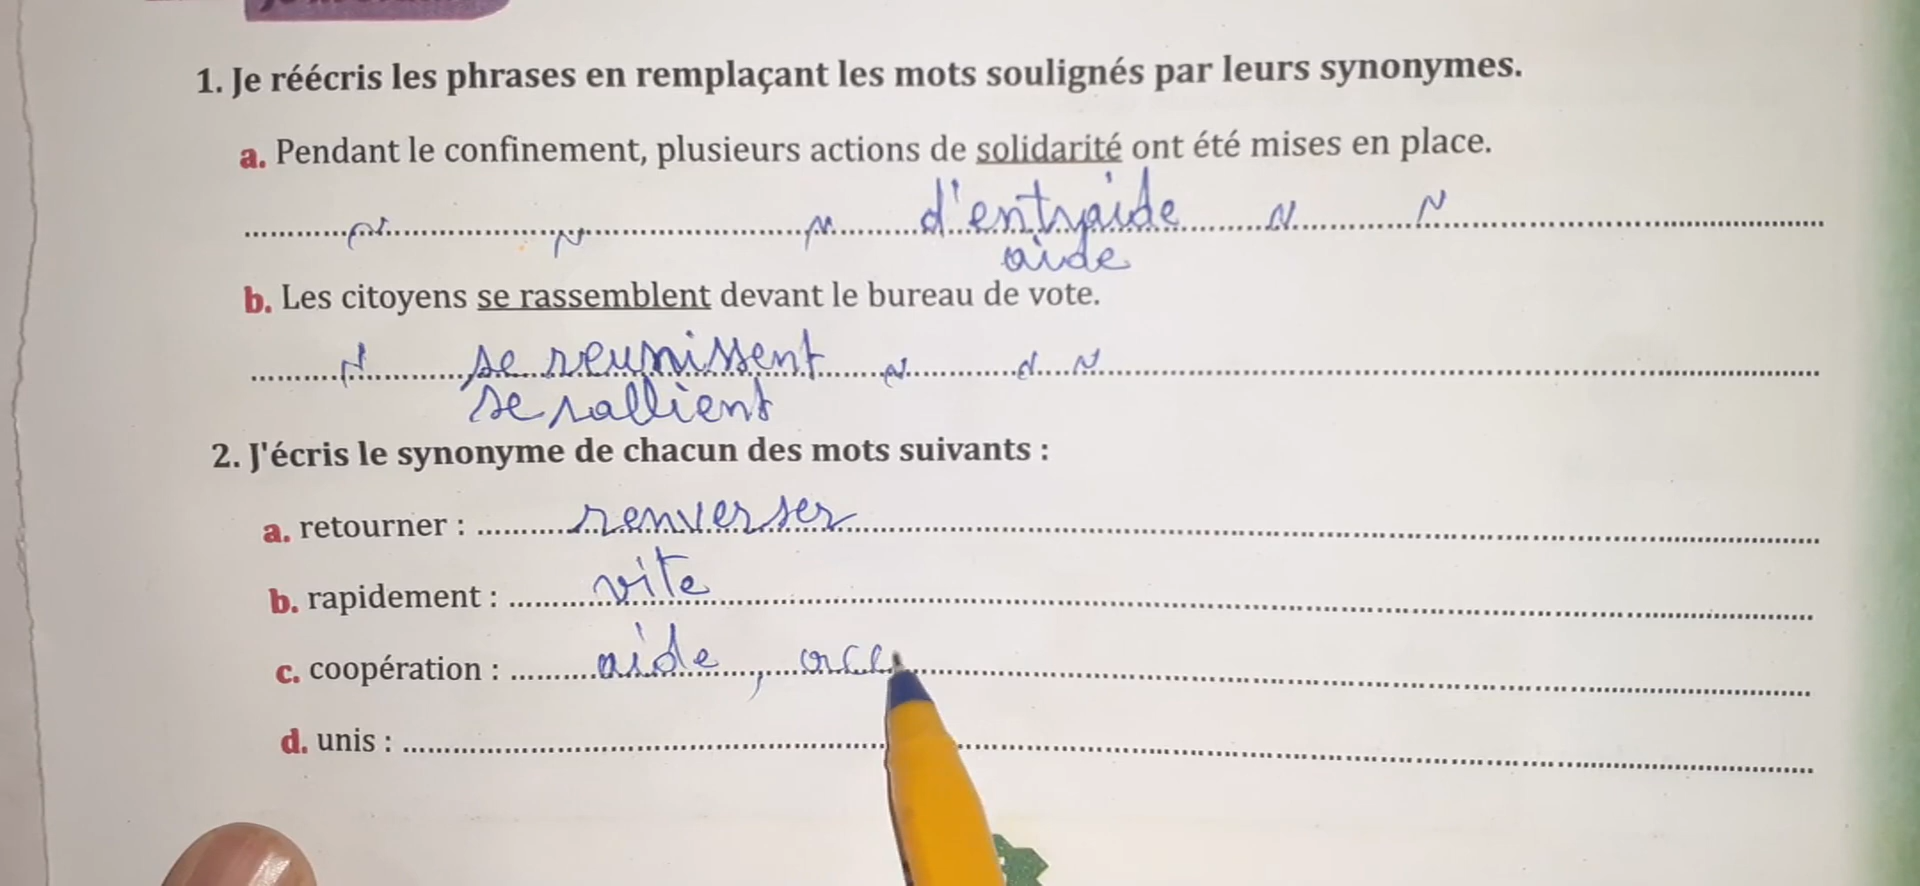 1. Je réécris les phrases en remplaçant les mots soulignés par leurs synonymes.
a. Pendant le confinement, plusieurs actions de solidarité ont été mises en place.
d'entraide
aide
b. Les citoyens se rassemblent devant le bureau de vote.
se reunissent
se rallient
2. J'écris le synonyme de chacun des mots suivants :
a. retourner : renverser
b. rapidement : vite
c. coopération : aide,
d. unis :